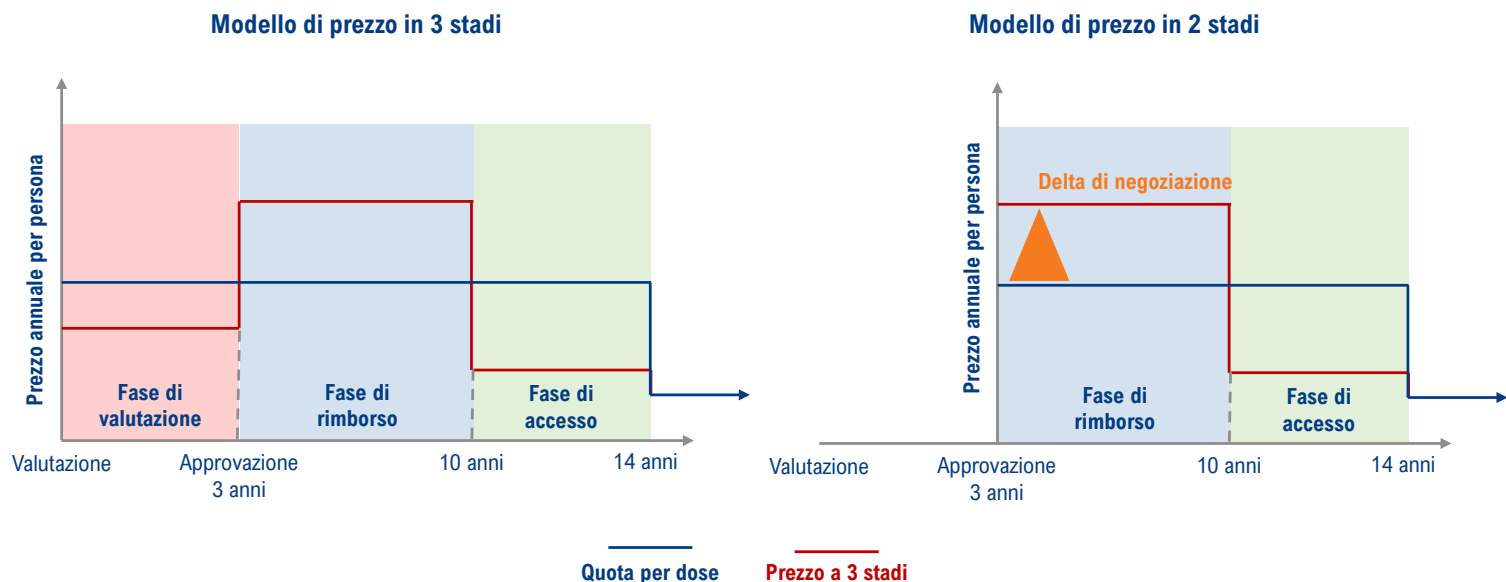 Modello di prezzo in 3 stadi
Prezzo annuale per persona
Fase di
valutazione
Fase di
rimborso
Fase di
accesso
Valutazione
Approvazione
3 anni
10 anni
14 anni
Modello di prezzo in 2 stadi
Prezzo annuale per persona
Delta di negoziazione
Fase di
rimborso
Fase di
accesso
Valutazione
Approvazione
3 anni
10 anni
14 anni
Quota per dose
Prezzo a 3 stadi